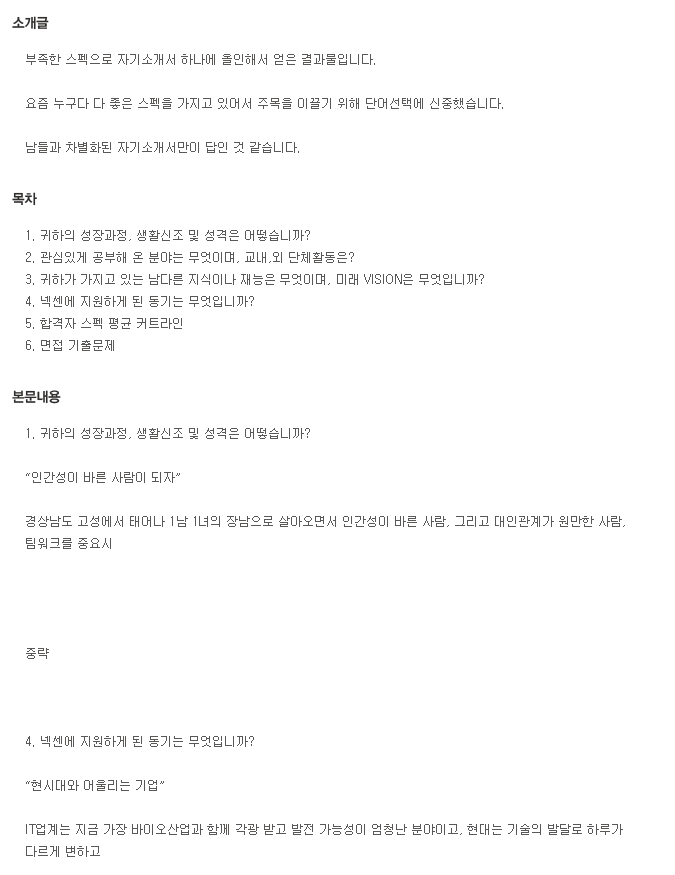 소개글
부족한 스펙으로 자기소개서 하나에 올인해서 얻은 결과물입니다.
요즘 누구다 다 좋은 스펙을 가지고 있어서 주목을 이끌기 위해 단어선택에 신중했습니다.
남들과 차별화된 자기소개서만이 답인 것 같습니다.
목차
1. 귀하의 성장과정, 생활신조 및 성격은 어떻습니까?
2. 관심있게 공부해 온 분야는 무엇이며, 교내,외 단체활동은?
3. 귀하가 가지고 있는 남다른 지식이나 재능은 무엇이며, 미래 VISION은 무엇입니까?
4. 넥센에 지원하게 된 동기는 무엇입니까?
5. 합격자 스펙 평균 커트라인
6. 면접 기출문제
본문내용
1. 귀하의 성장과정, 생활신조 및 성격은 어떻습니까?
“인간성이 바른 사람이 되자”
경상남도 고성에서 태어나 1남 1녀의 장남으로 살아오면서 인간성이 바른 사람, 그리고 대인관계가 원만한 사람,
팀워크를 중요시
중략
4. 넥센에 지원하게 된 동기는 무엇입니까?
“현시대와 어울리는 기업”
IT업계는 지금 가장 바이오산업과 함께 각광 받고 발전 가능성이 엄청난 분야이고, 현대는 기술의 발달로 하루가
다르게 변하고